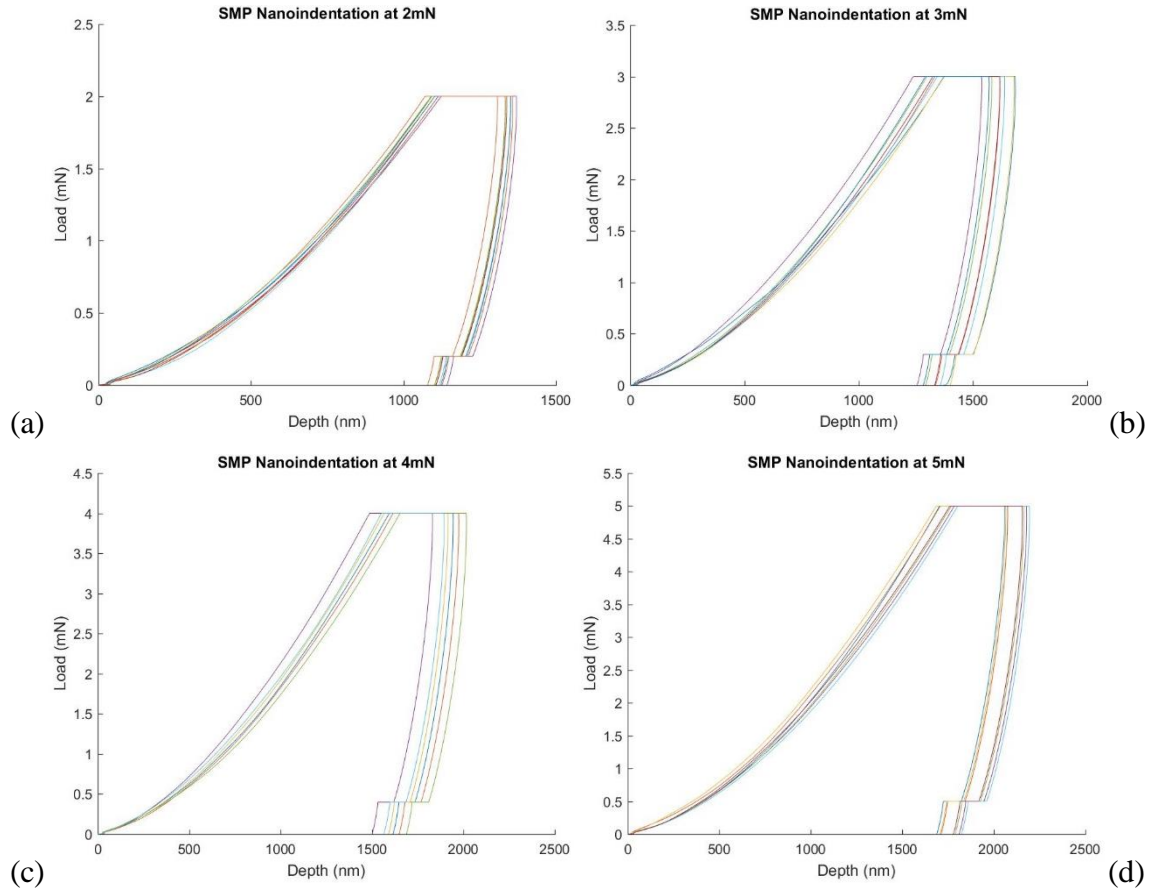 SMP Nanoindentation at 2mN
2.5
2
1.5
1
0.5
0
Load (mN)
0 500 1000 1500
Depth (nm)
(a)
SMP Nanoindentation at 3mN
3.5
3
2.5
2
1.5
1
0.5
0
Load (mN)
0 500 1000 1500 2000
Depth (nm)
(b)
SMP Nanoindentation at 4mN
4.5
4
3.5
3
2.5
2
1.5
1
0.5
0
Load (mN)
0 500 1000 1500 2000 2500
Depth (nm)
(c)
SMP Nanoindentation at 5mN
5.5
5
4.5
4
3.5
3
2.5
2
1.5
1
0.5
0
Load (mN)
0 500 1000 1500 2000 2500
Depth (nm)
(d)